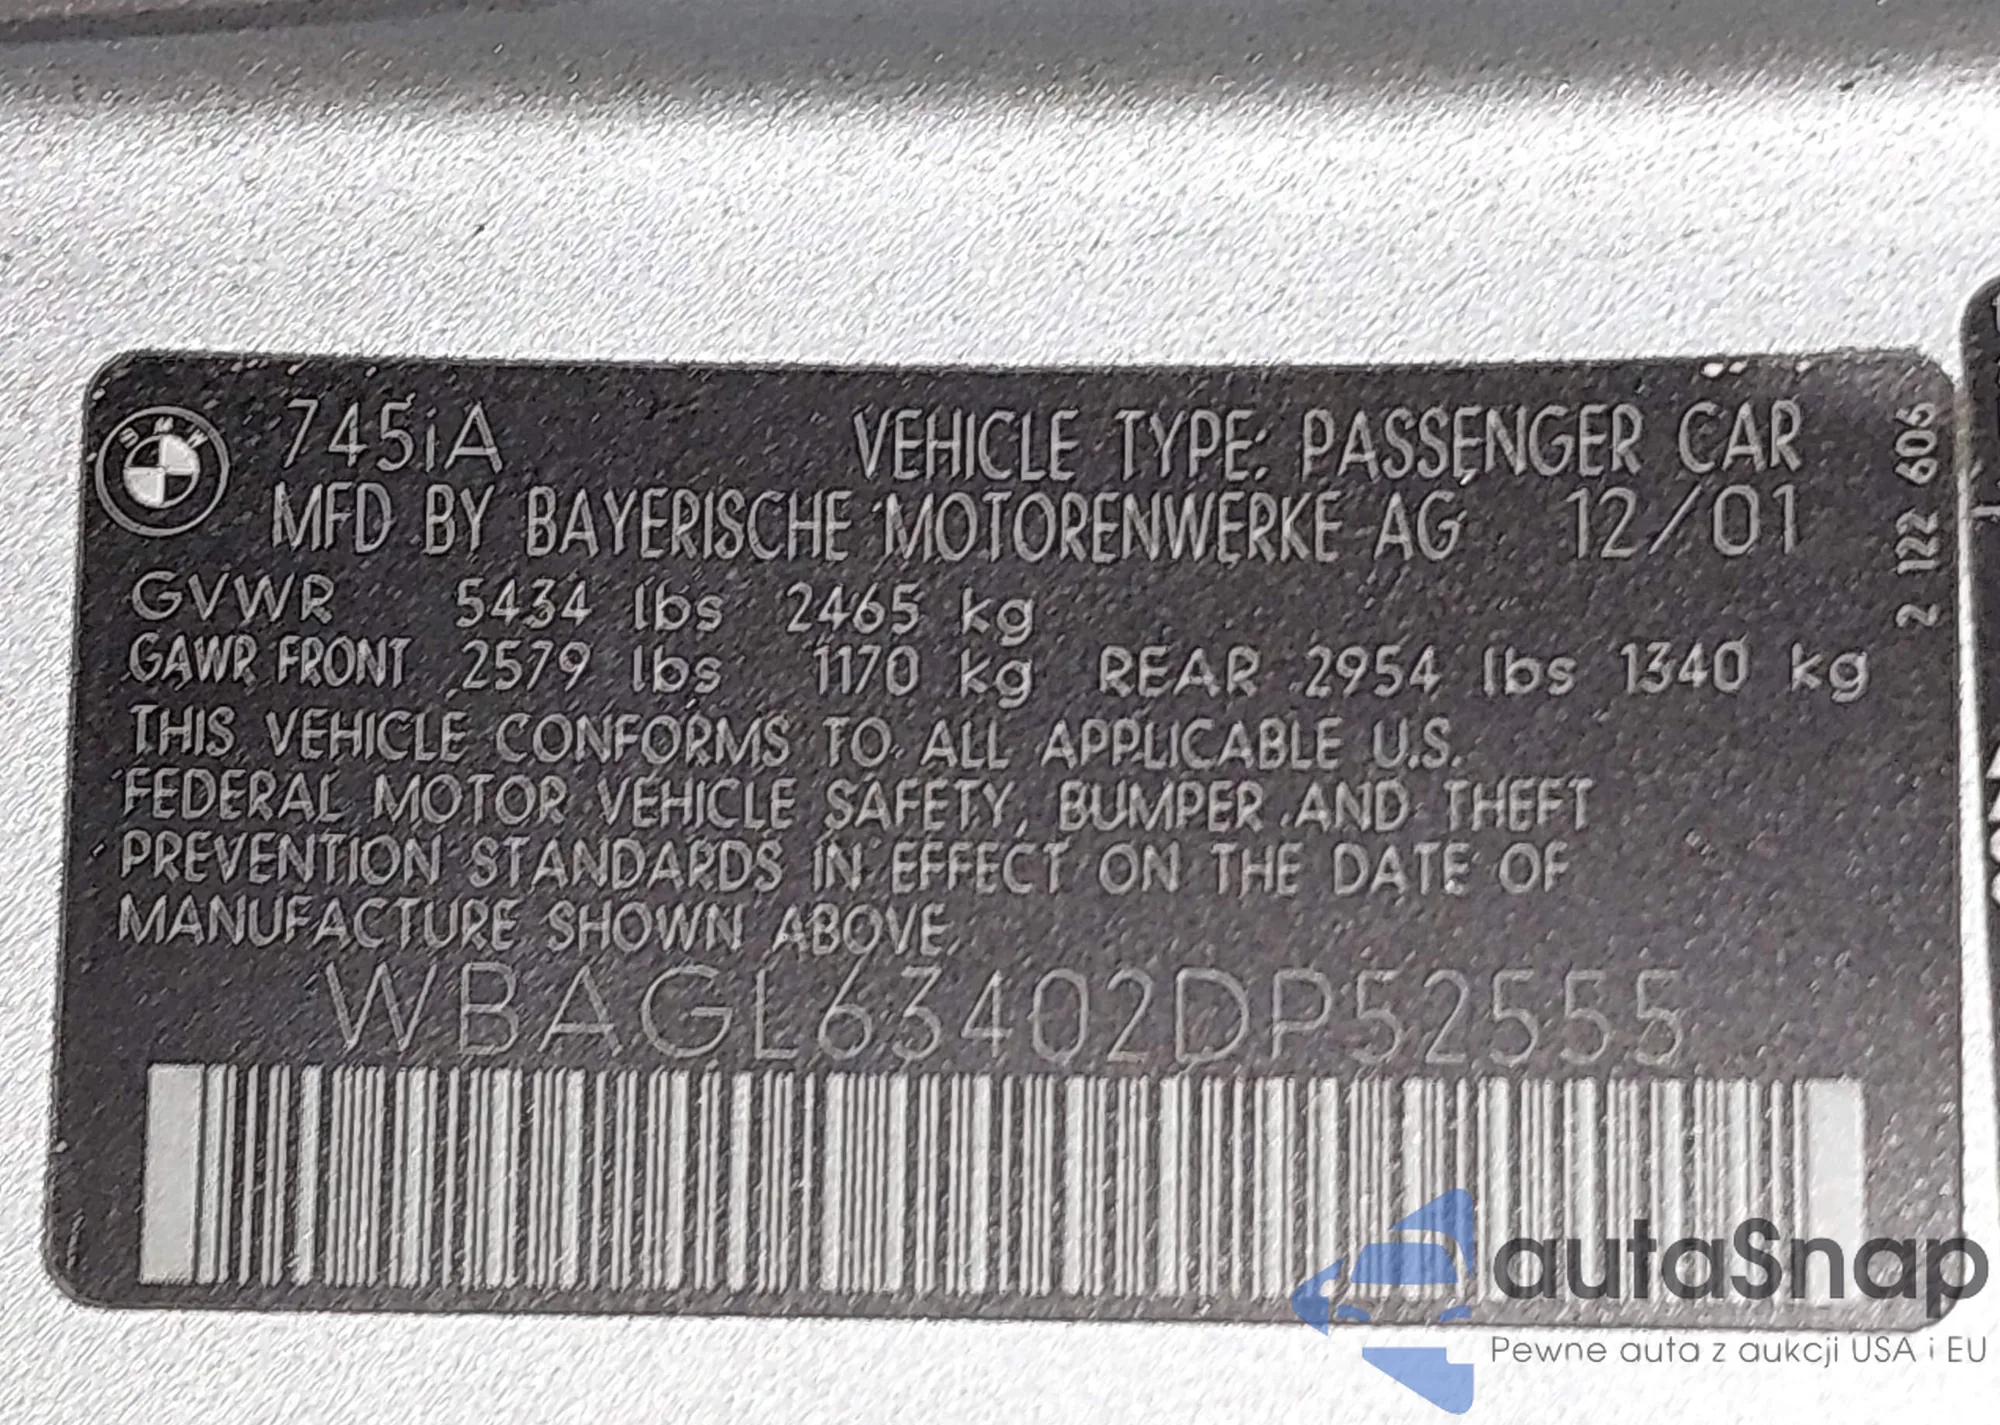 BMW
745iA VEHICLE TYPE: PASSENGER CAR
MFD BY BAYERISCHE MOTORENWERKE AG 12/01
GVWR 5434 lbs 2465 kg
GAWR FRONT 2579 lbs 1170 kg REAR 2954 lbs 1340 kg
THIS VEHICLE CONFORMS TO ALL APPLICABLE U.S.
FEDERAL MOTOR VEHICLE SAFETY, BUMPER AND THEFT
PREVENTION STANDARDS IN EFFECT ON THE DATE OF
MANUFACTURE SHOWN ABOVE.
WBAGL63402DP52555
2 122 605
autaSnap
Pewne auta z aukcji USA i EU